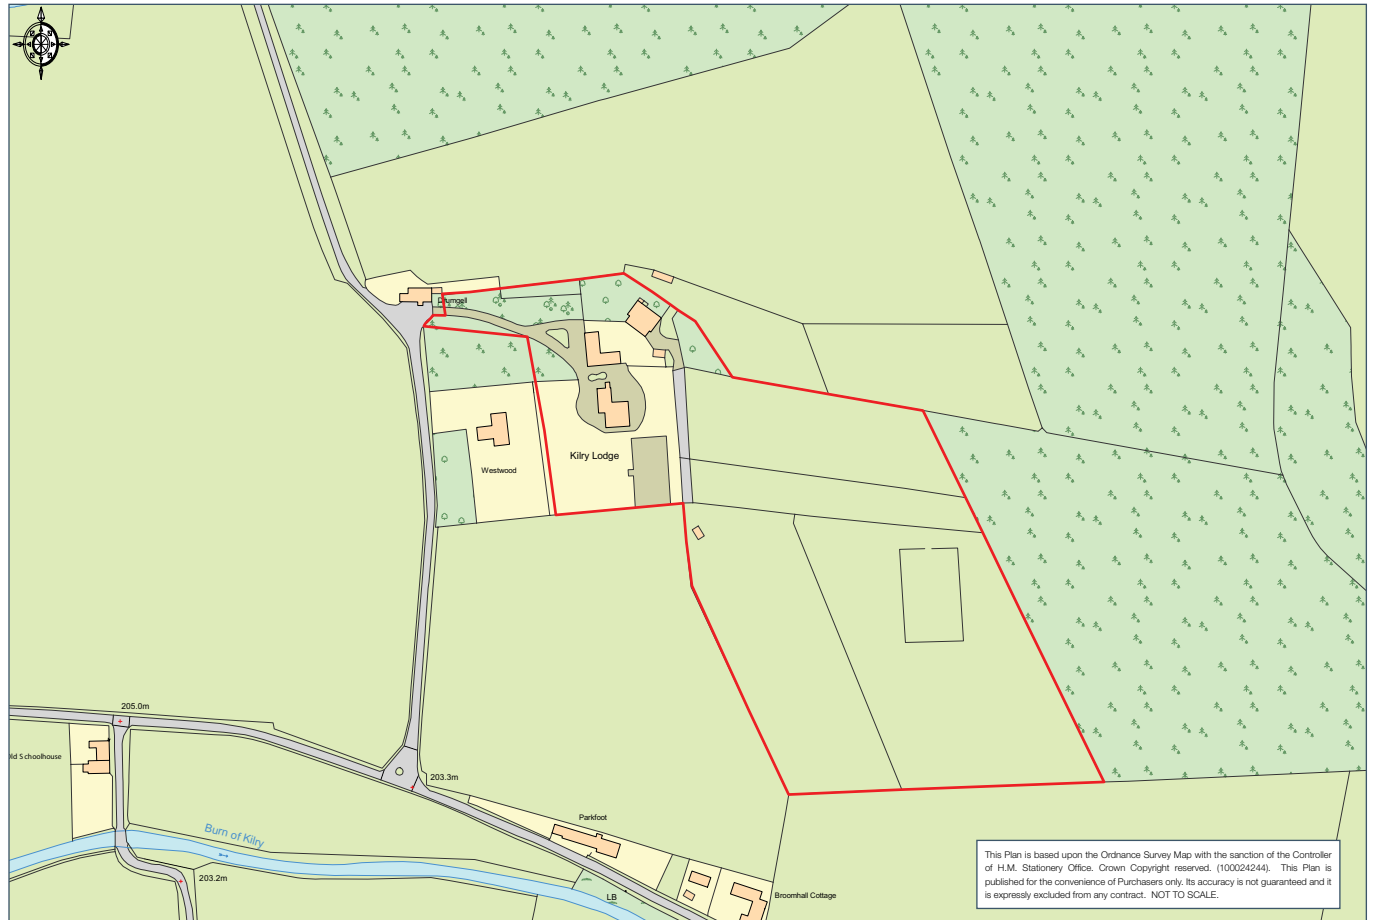 Drumgell
Kilry Lodge
Westwood
205.0m
ld Schoolhouse
203.3m
Parkfoot
Burn of Kilry
203.2m
LB
Broomhall Cottage
This Plan is based upon the Ordnance Survey Map with the sanction of the Controller
of H.M. Stationery Office. Crown Copyright reserved. (100024244). This Plan is
published for the convenience of Purchasers only. Its accuracy is not guaranteed and it
is expressly excluded from any contract. NOT TO SCALE.